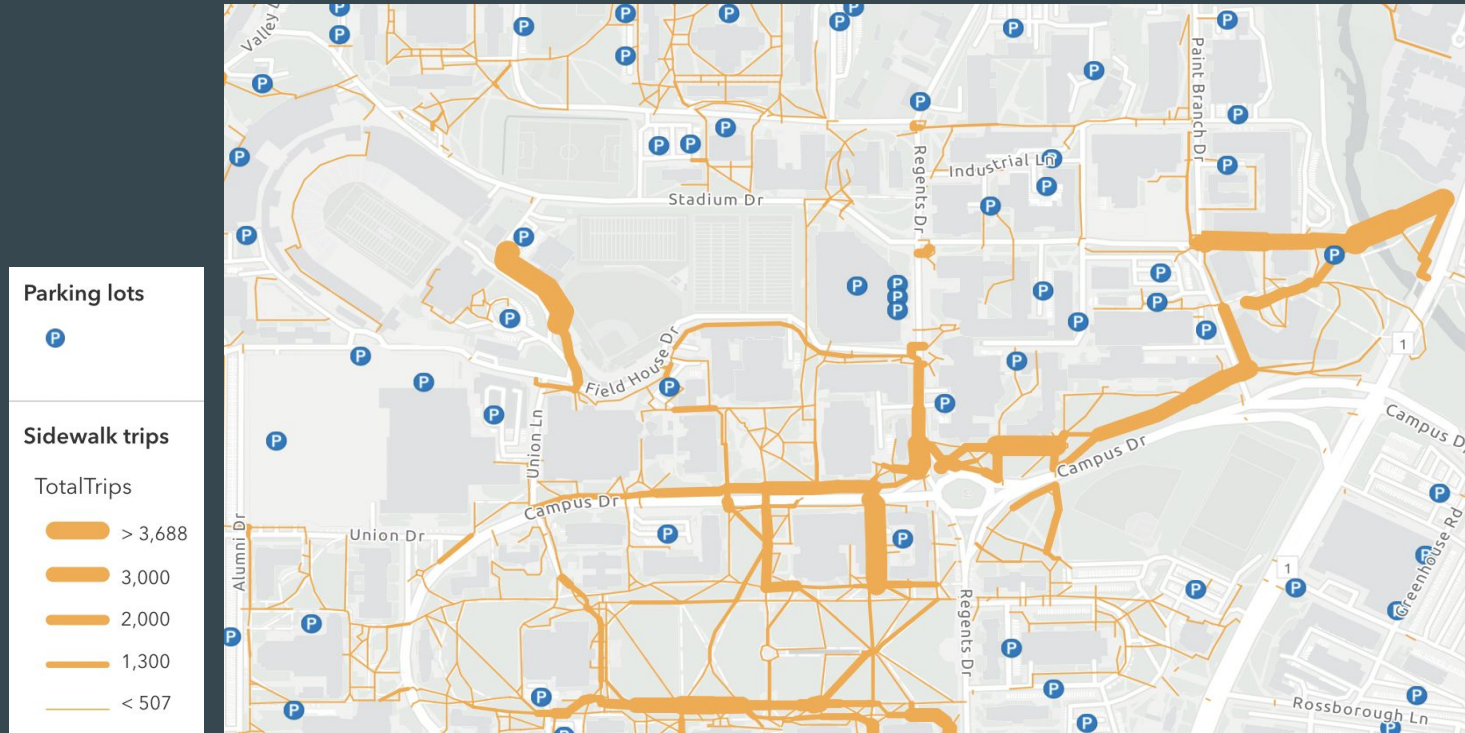 Parking lots
P
Sidewalk trips
TotalTrips
> 3,688
3,000
2,000
1,300
< 507
Valley
Paint Branch Dr
Regents Dr
Industrial Ln
Stadium Dr
Field House Dr
1
Campus D
Union Ln
Campus Dr
Campus Dr
Alumni Dr
Union Dr
1
Greenhouse Rd
Regents Dr
Rossborough Ln